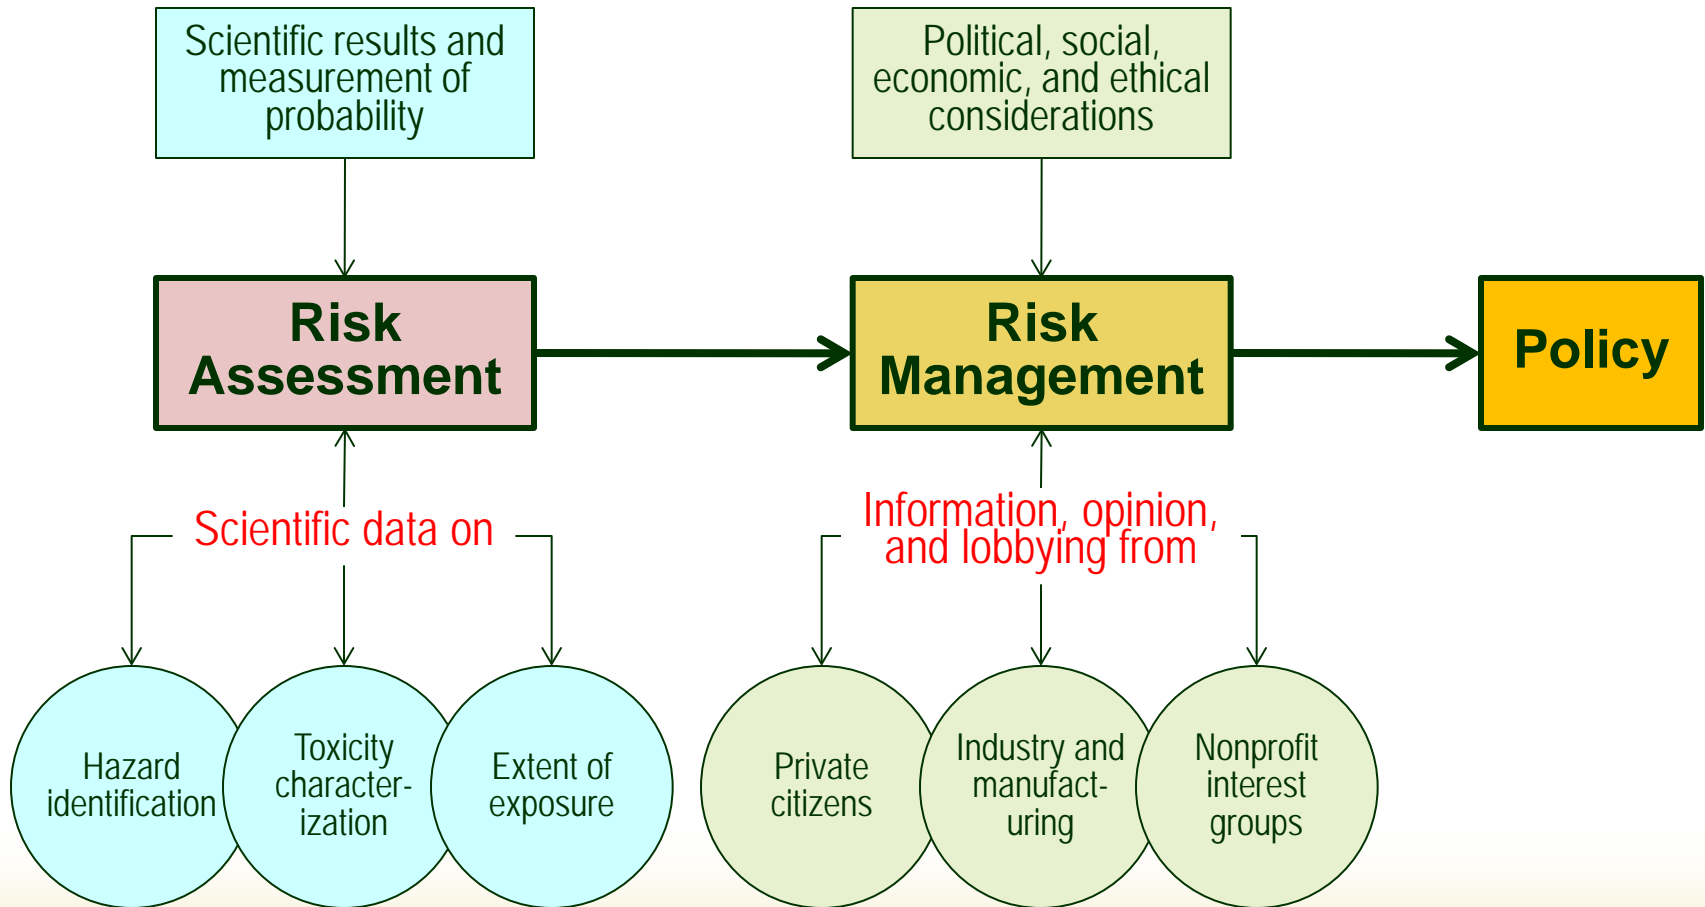 Scientific results and
measurement of
probability
Political, social,
economic, and ethical
considerations
Risk
Assessment
Risk
Management
Policy
Scientific data on
Information, opinion,
and lobbying from
Hazard
identification
Toxicity
character-
ization
Extent of
exposure
Private
citizens
Industry and
manufact-
uring
Nonprofit
interest
groups